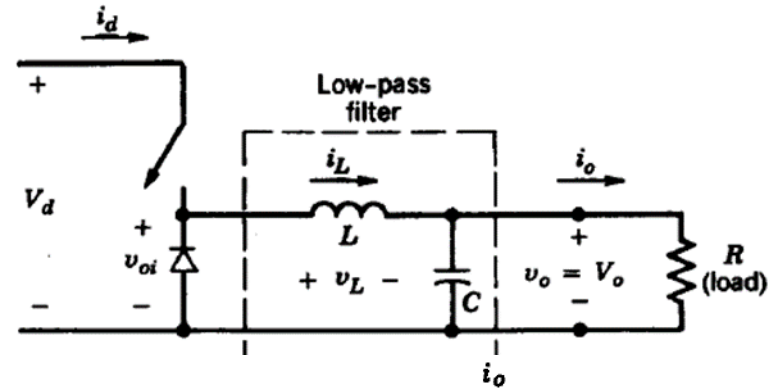 i_d
+
Low-pass
filter
i_L
i_o
V_d
+
L
+
R
v_oi
+ v_L −
C
v_o = V_o
(load)
−
−
−
i_o